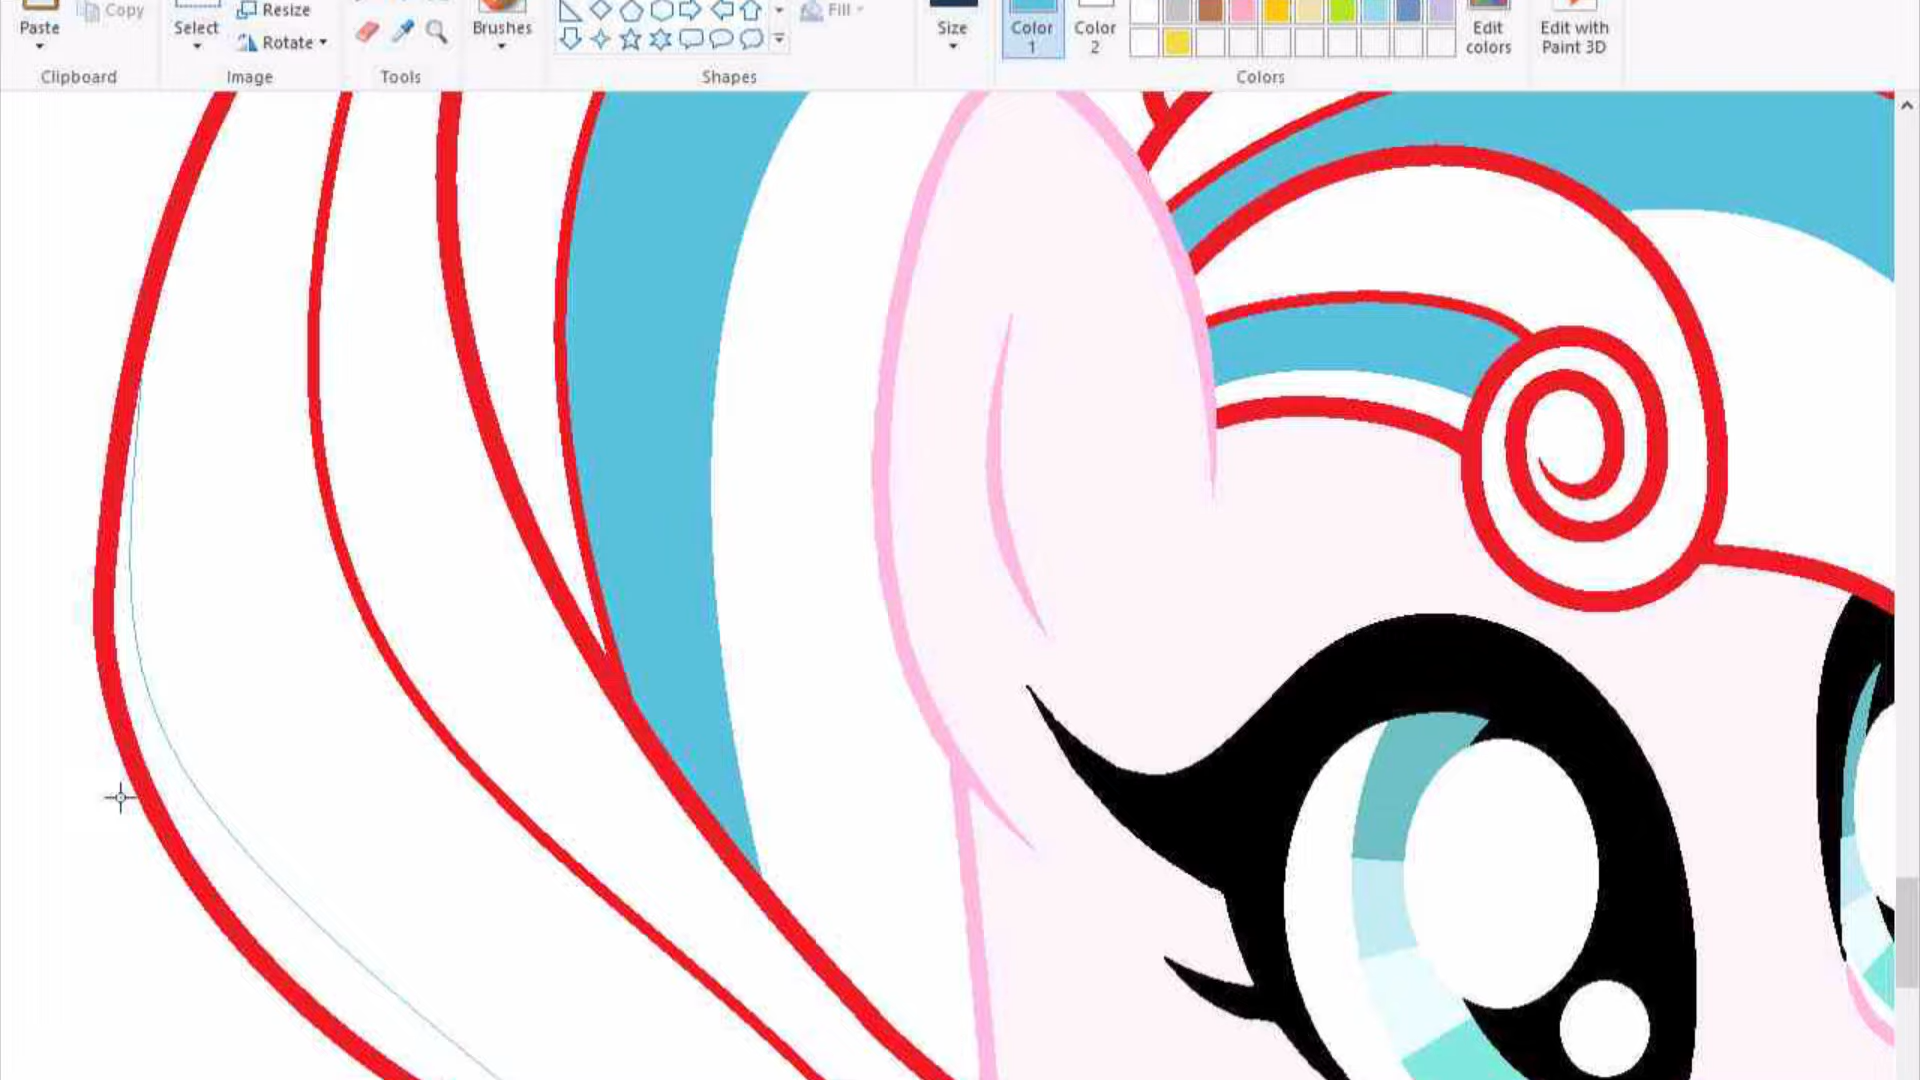 Paste
Copy
Select
Resize
Rotate
Brushes
Fill
Size
Color
1
Color
2
Edit
colors
Edit with
Paint 3D
Clipboard
Image
Tools
Shapes
Colors